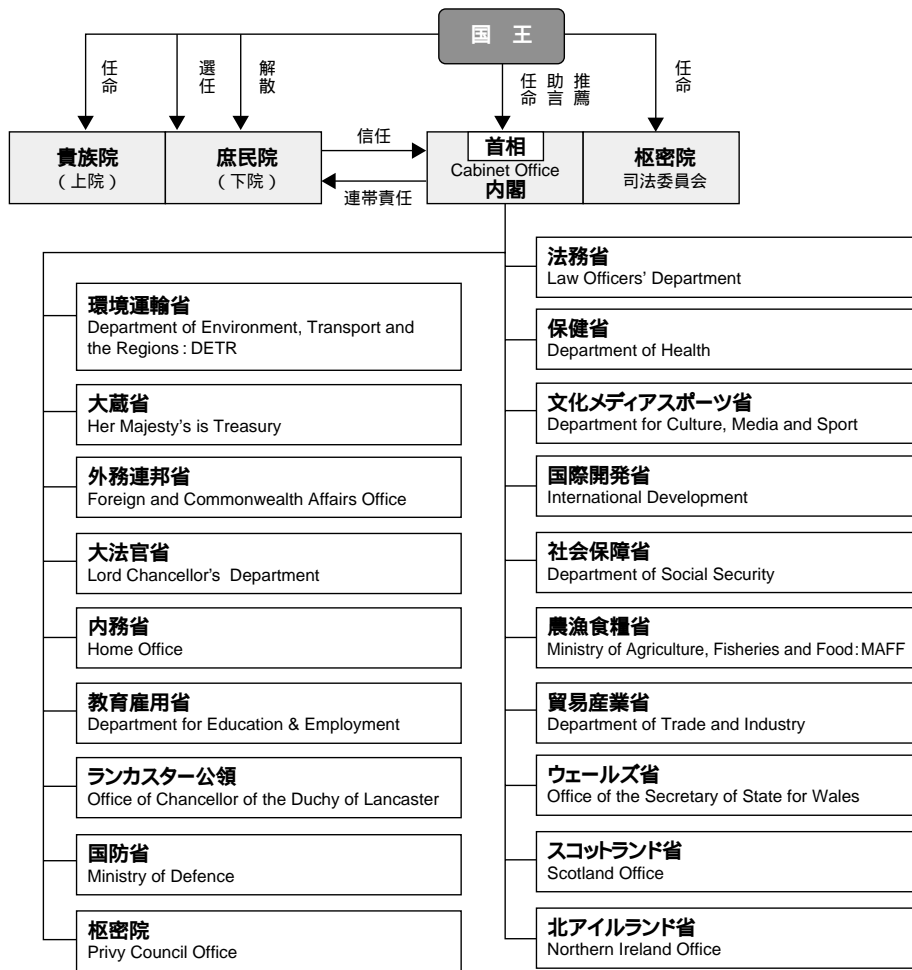 国 王
任命
選任
解散
任命
助言
推薦
任命
貴族院
（上院）
庶民院
（下院）
信任
連帯責任
首相
Cabinet Office
内閣
枢密院
司法委員会
環境運輸省
Department of Environment, Transport and
the Regions : DETR
大蔵省
Her Majesty's is Treasury
外務連邦省
Foreign and Commonwealth Affairs Office
大法官省
Lord Chancellor's Department
内務省
Home Office
教育雇用省
Department for Education & Employment
ランカスター公領
Office of Chancellor of the Duchy of Lancaster
国防省
Ministry of Defence
枢密院
Privy Council Office
法務省
Law Officers' Department
保健省
Department of Health
文化メディアスポーツ省
Department for Culture, Media and Sport
国際開発省
International Development
社会保障省
Department of Social Security
農漁食糧省
Ministry of Agriculture, Fisheries and Food : MAFF
貿易産業省
Department of Trade and Industry
ウェールズ省
Office of the Secretary of State for Wales
スコットランド省
Scotland Office
北アイルランド省
Northern Ireland Office